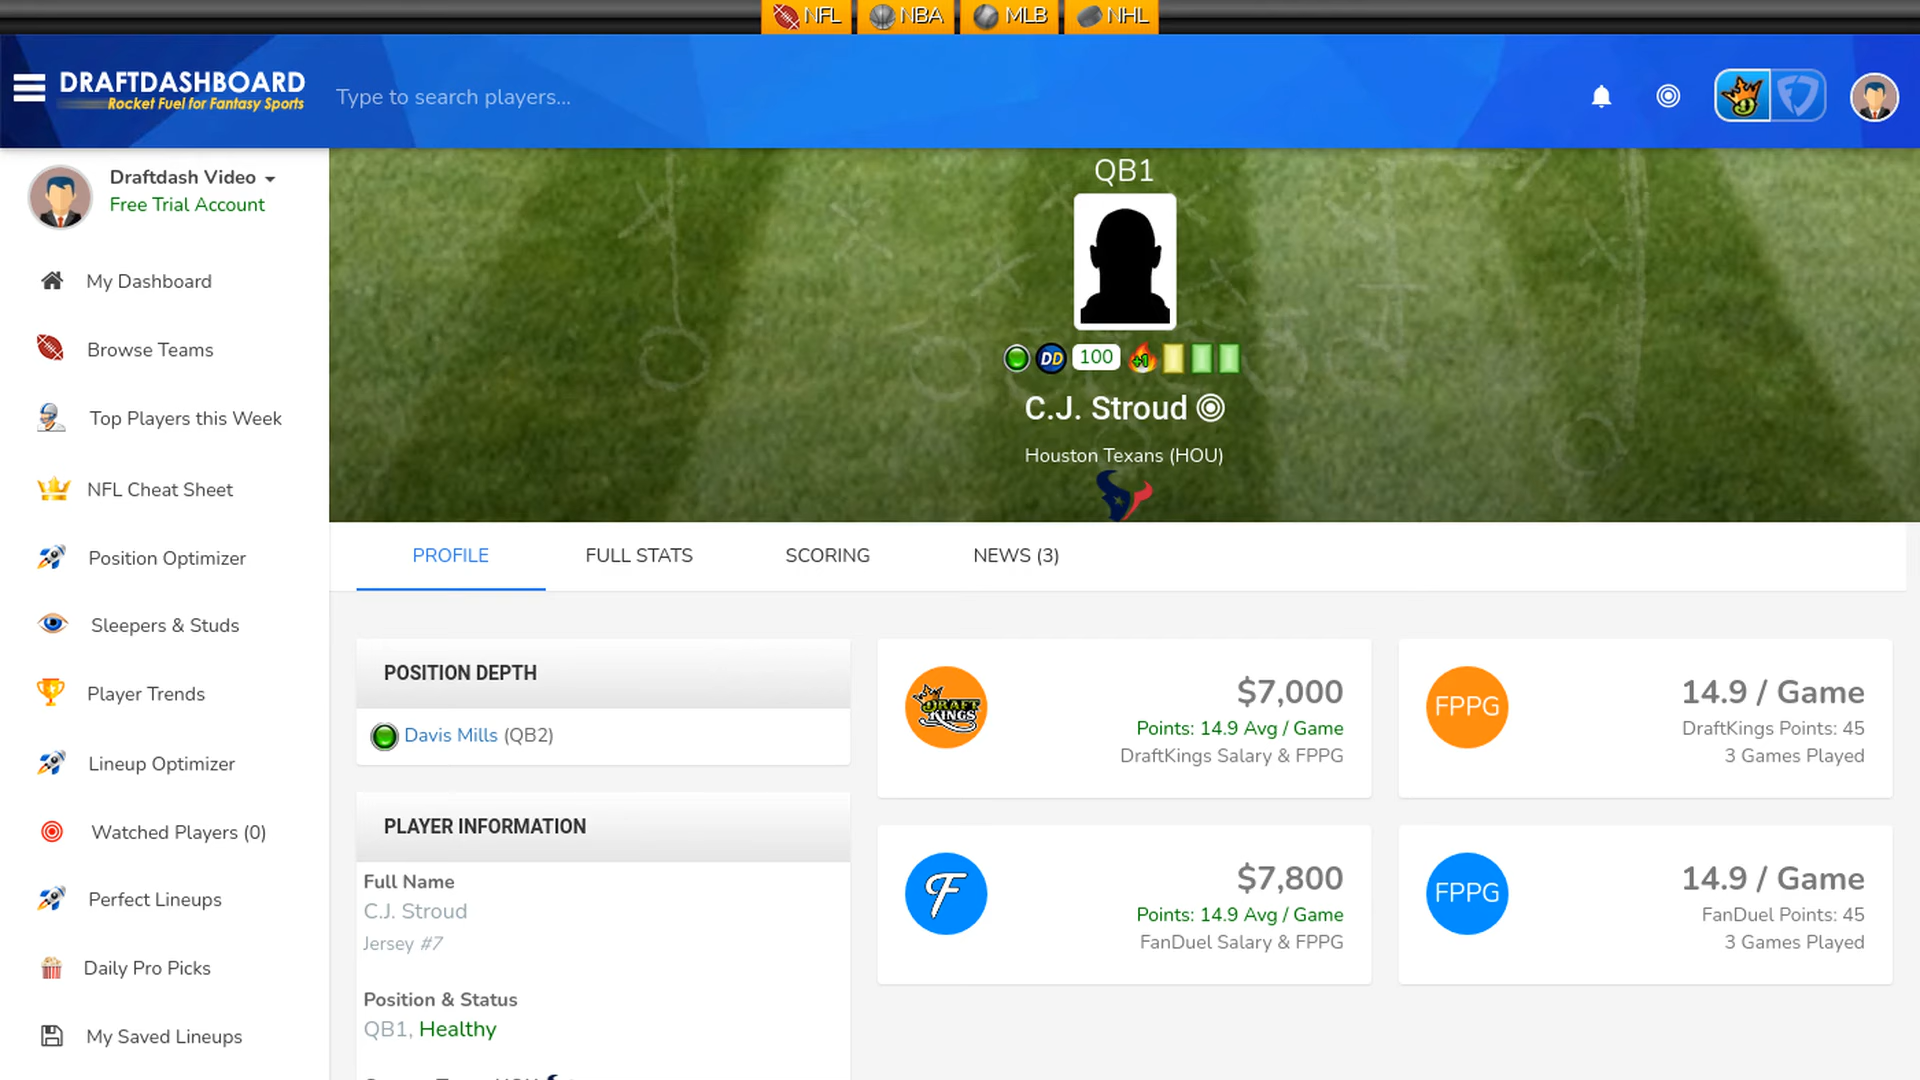 NFL NBA MLB NHL
DRAFTDASHBOARD
Rocket Fuel for Fantasy Sports
Type to search players...
Draftdash Video
Free Trial Account
My Dashboard
Browse Teams
Top Players this Week
NFL Cheat Sheet
Position Optimizer
Sleepers & Studs
Player Trends
Lineup Optimizer
Watched Players (0)
Perfect Lineups
Daily Pro Picks
My Saved Lineups
QB1
DD 100 +1
C.J. Stroud
Houston Texans (HOU)
PROFILE FULL STATS SCORING NEWS (3)
POSITION DEPTH
Davis Mills (QB2)
PLAYER INFORMATION
Full Name
C.J. Stroud
Jersey #7
Position & Status
QB1, Healthy
DRAFT
KINGS
$7,000
Points: 14.9 Avg / Game
DraftKings Salary & FPPG
FPPG
14.9 / Game
DraftKings Points: 45
3 Games Played
F
$7,800
Points: 14.9 Avg / Game
FanDuel Salary & FPPG
FPPG
14.9 / Game
FanDuel Points: 45
3 Games Played